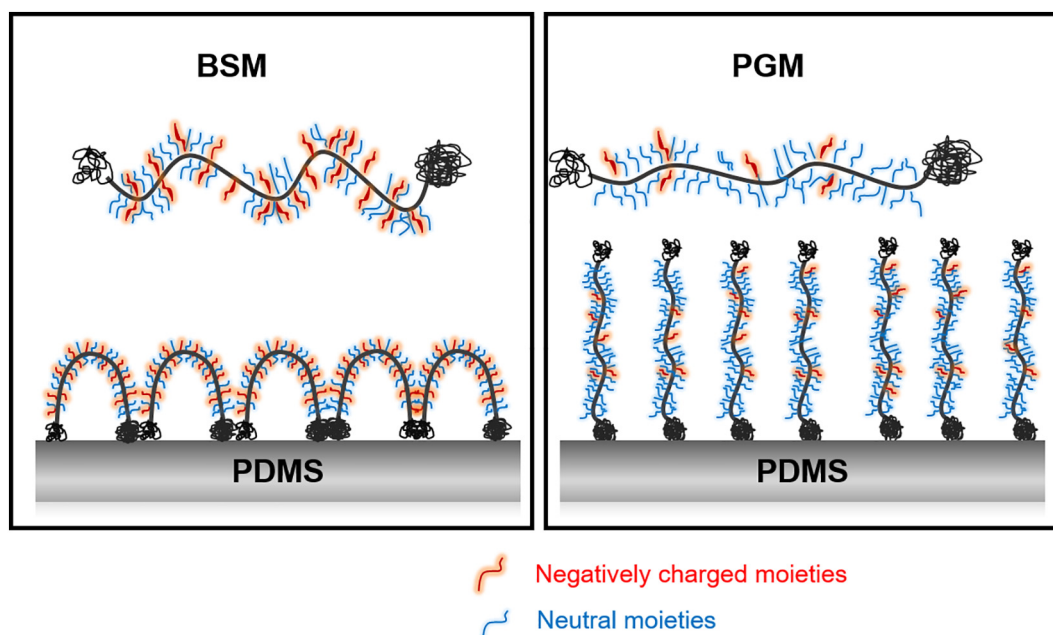 BSM
PGM
PDMS
PDMS
Negatively charged moieties
Neutral moieties